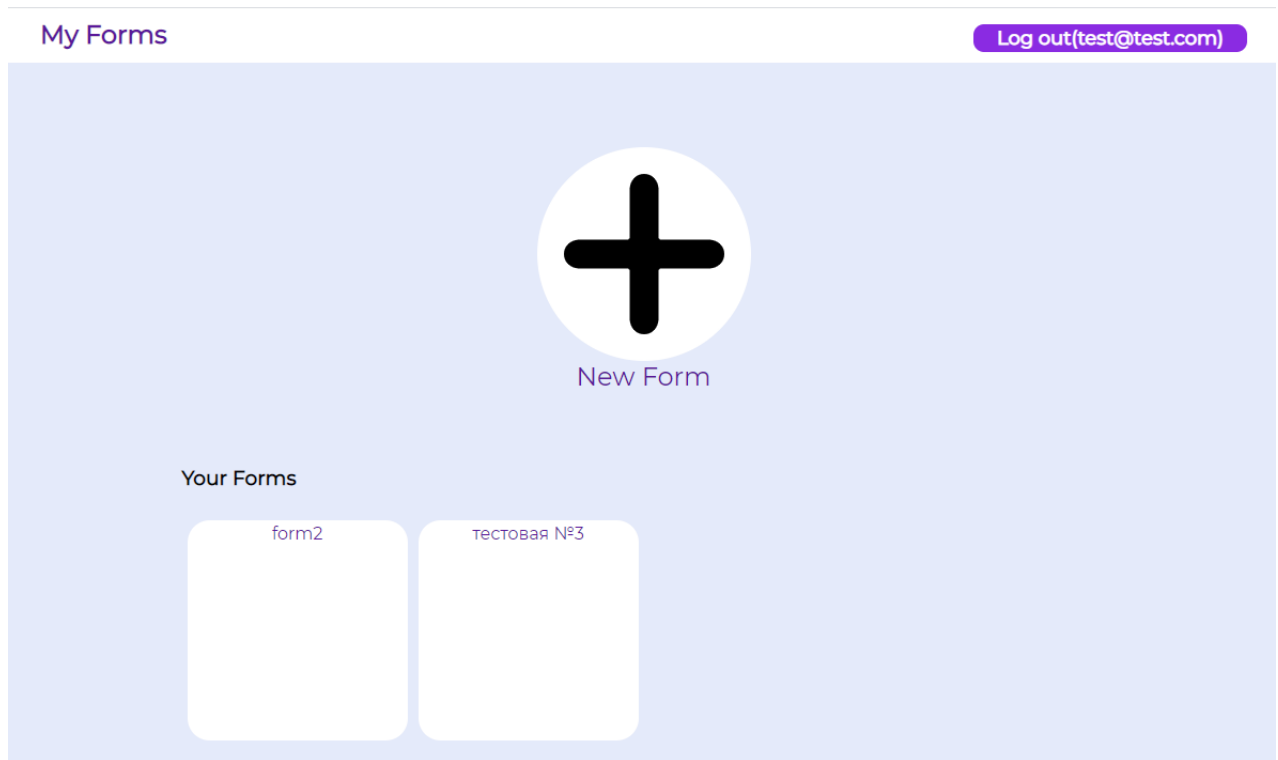 My Forms
Log out(test@test.com)
New Form
Your Forms
form2
тестовая №3